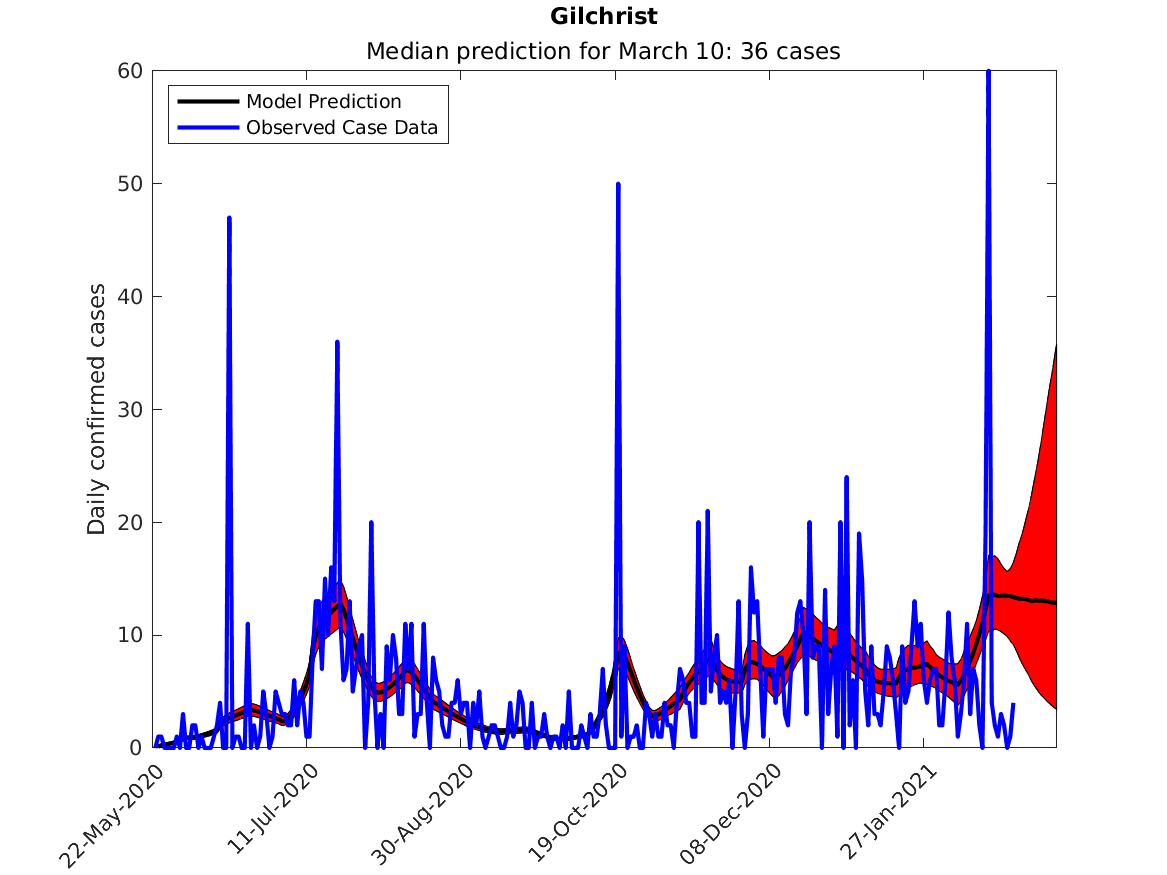 Gilchrist
Median prediction for March 10: 36 cases
Model Prediction
Observed Case Data
Daily confirmed cases
60
50
40
30
20
10
0
22-May-2020
11-Jul-2020
30-Aug-2020
19-Oct-2020
08-Dec-2020
27-Jan-2021